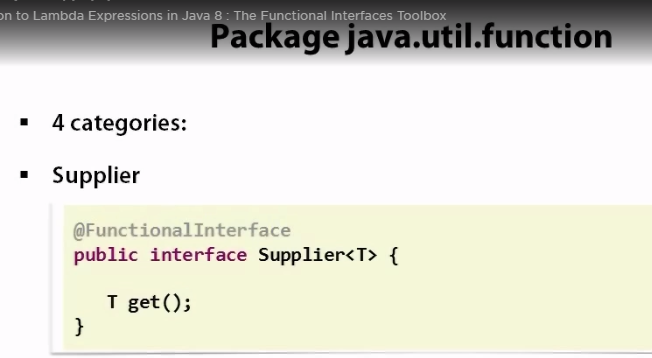 on to Lambda Expressions in Java 8 : The Functional Interfaces Toolbox
Package java.util.function
▪ 4 categories:
▪ Supplier
@FunctionalInterface
public interface Supplier<T> {
T get();
}